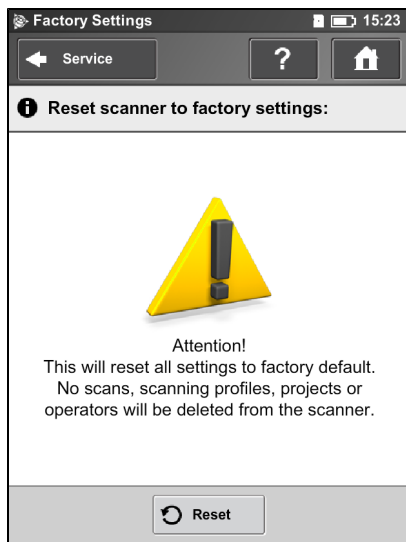 Factory Settings 15:23
Service ?
Reset scanner to factory settings:
Attention!
This will reset all settings to factory default.
No scans, scanning profiles, projects or
operators will be deleted from the scanner.
Reset